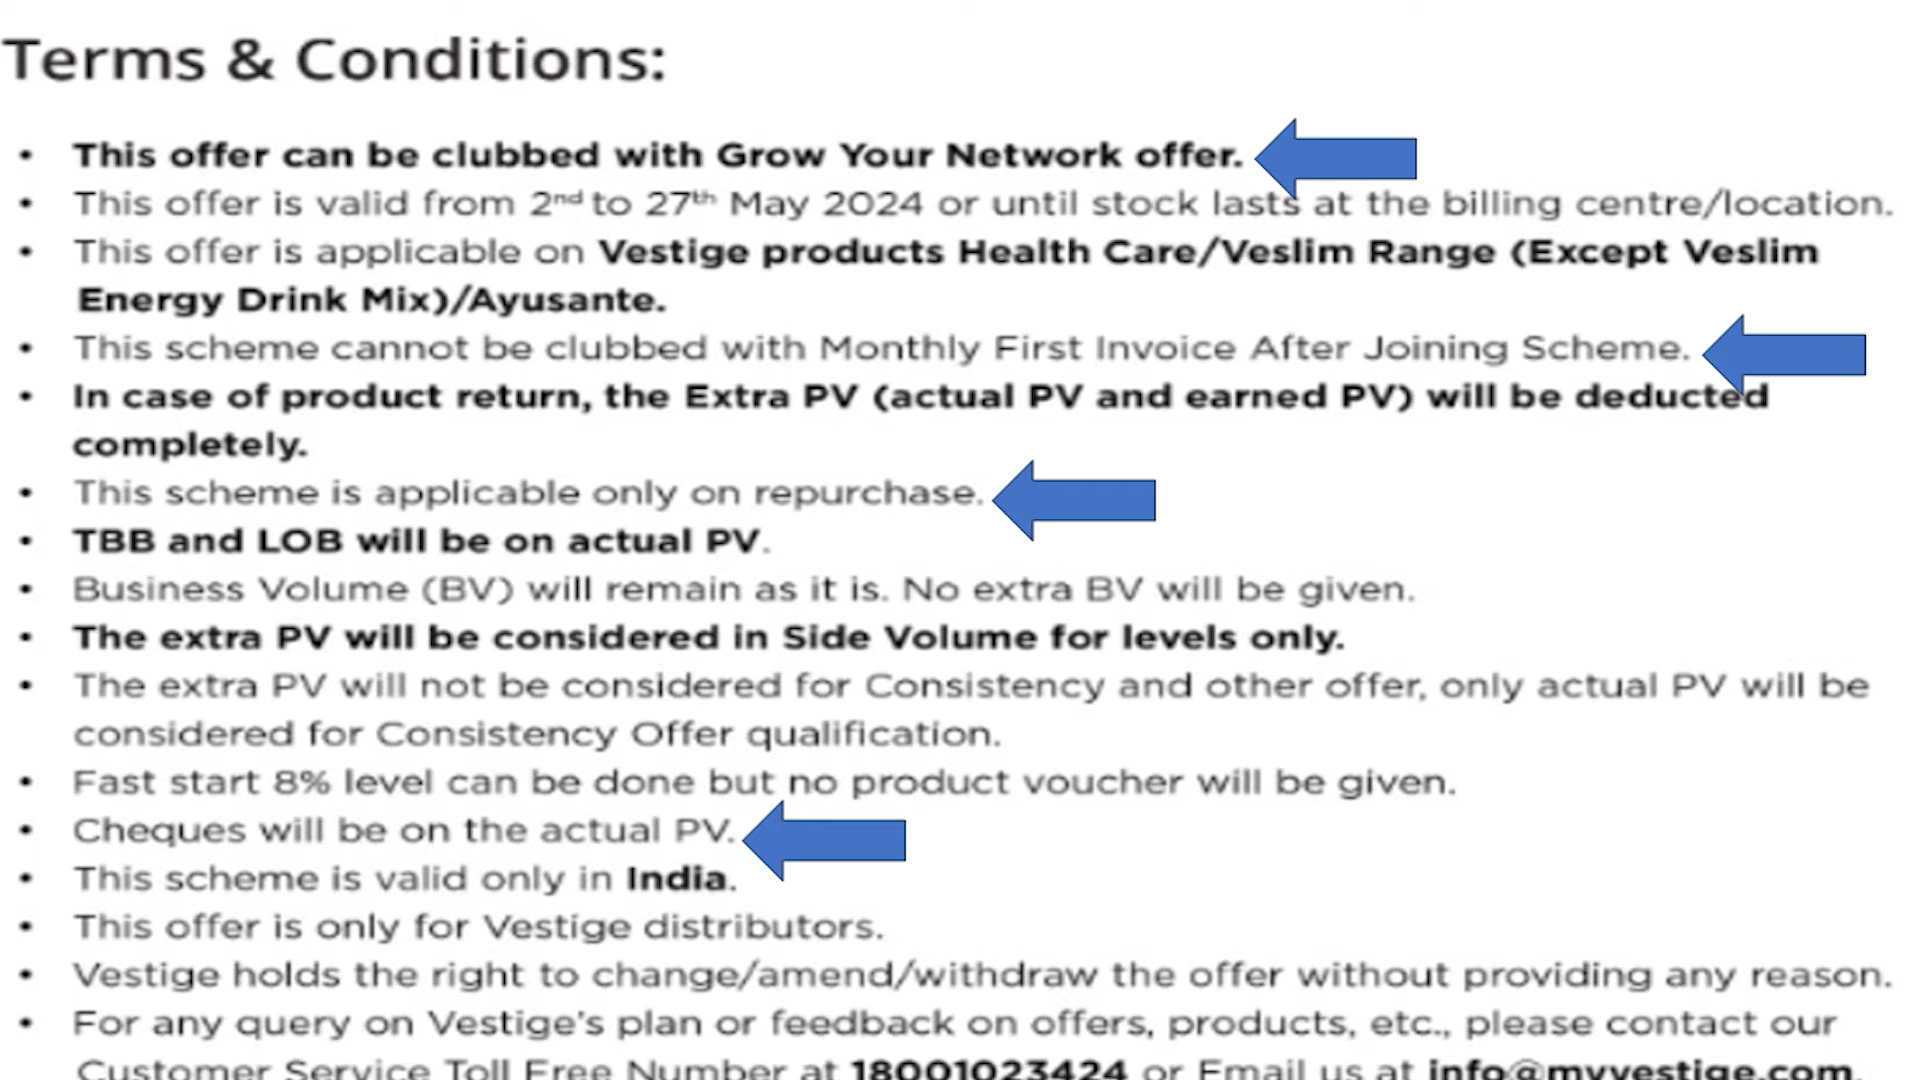 Terms & Conditions:
• This offer can be clubbed with Grow Your Network offer.
• This offer is valid from 2nd to 27th May 2024 or until stock lasts at the billing centre/location.
• This offer is applicable on Vestige products Health Care/Veslim Range (Except Veslim
Energy Drink Mix)/Ayusante.
• This scheme cannot be clubbed with Monthly First Invoice After Joining Scheme.
• In case of product return, the Extra PV (actual PV and earned PV) will be deducted
completely.
• This scheme is applicable only on repurchase.
• TBB and LOB will be on actual PV.
• Business Volume (BV) will remain as it is. No extra BV will be given.
• The extra PV will be considered in Side Volume for levels only.
• The extra PV will not be considered for Consistency and other offer, only actual PV will be
considered for Consistency Offer qualification.
• Fast start 8% level can be done but no product voucher will be given.
• Cheques will be on the actual PV.
• This scheme is valid only in India.
• This offer is only for Vestige distributors.
• Vestige holds the right to change/amend/withdraw the offer without providing any reason.
• For any query on Vestige's plan or feedback on offers, products, etc., please contact our
Customer Service Toll Free Number at 18001023424 or Email us at info@myvestige.com.